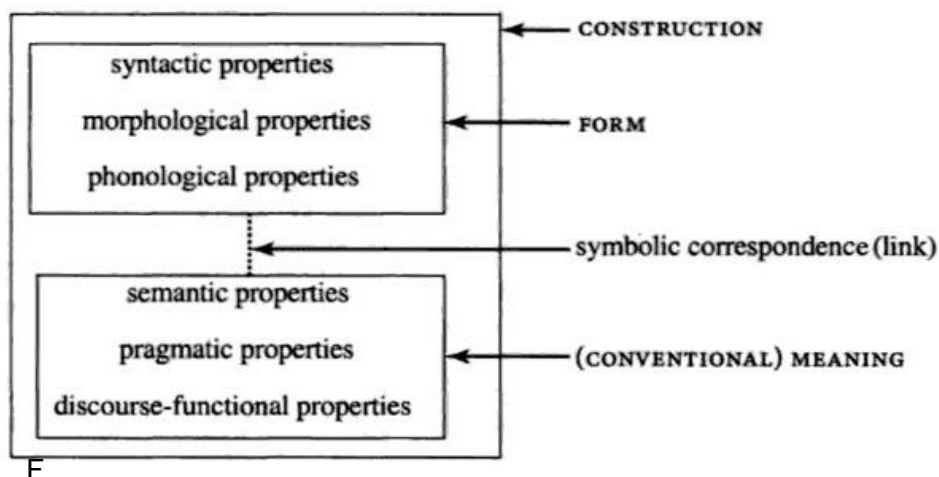 CONSTRUCTION
syntactic properties
morphological properties
FORM
phonological properties
symbolic correspondence (link)
semantic properties
pragmatic properties
(CONVENTIONAL) MEANING
discourse-functional properties
F